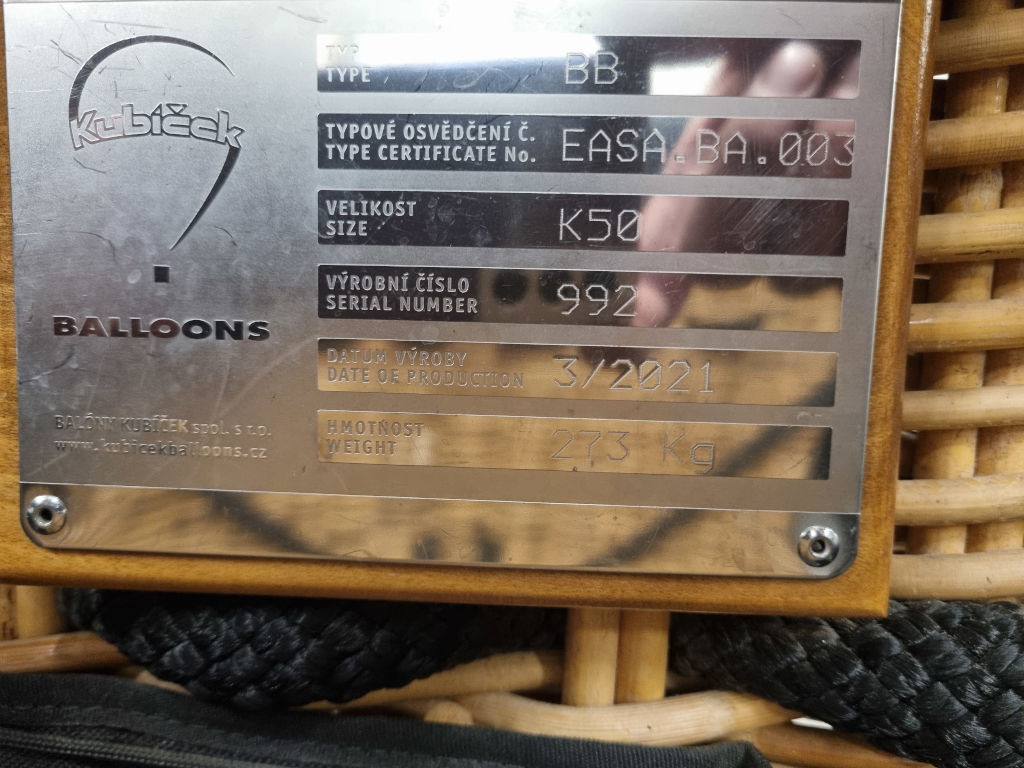 Kubíček
BALLOONS
BALÓNY KUBÍČEK spol. s r.o.
www.kubicekballoons.cz
TYP
TYPE
BB
TYPOVÉ OSVĚDČENÍ Č.
TYPE CERTIFICATE No.
EASA.BA.003
VELIKOST
SIZE
K50
VÝROBNÍ ČÍSLO
SERIAL NUMBER
992
DATUM VÝROBY
DATE OF PRODUCTION
3/2021
HMOTNOST
WEIGHT
273 Kg